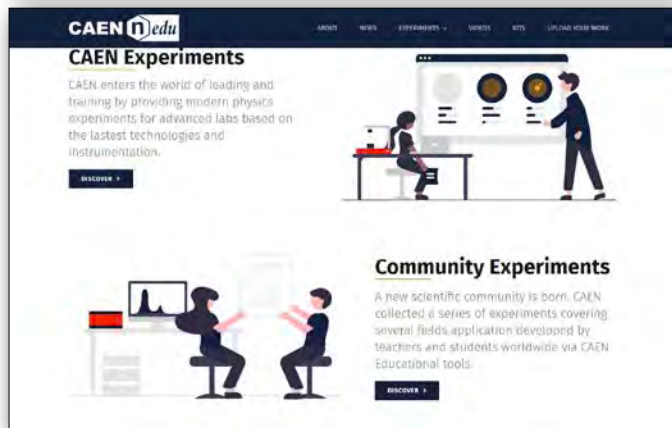 CAEN n edu
ABOUT NEWS EXPERIMENTS VIDEOS KITS UPLOAD YOUR WORK
CAEN Experiments
CAEN enters the world of leading and
training by providing modern physics
experiments for advanced labs based on
the lastest technologies and
instrumentation.
DISCOVER >
Community Experiments
A new scientific community is born. CAEN
collected a series of experiments covering
several fields application developed by
teachers and students worldwide via CAEN
Educational tools.
DISCOVER >